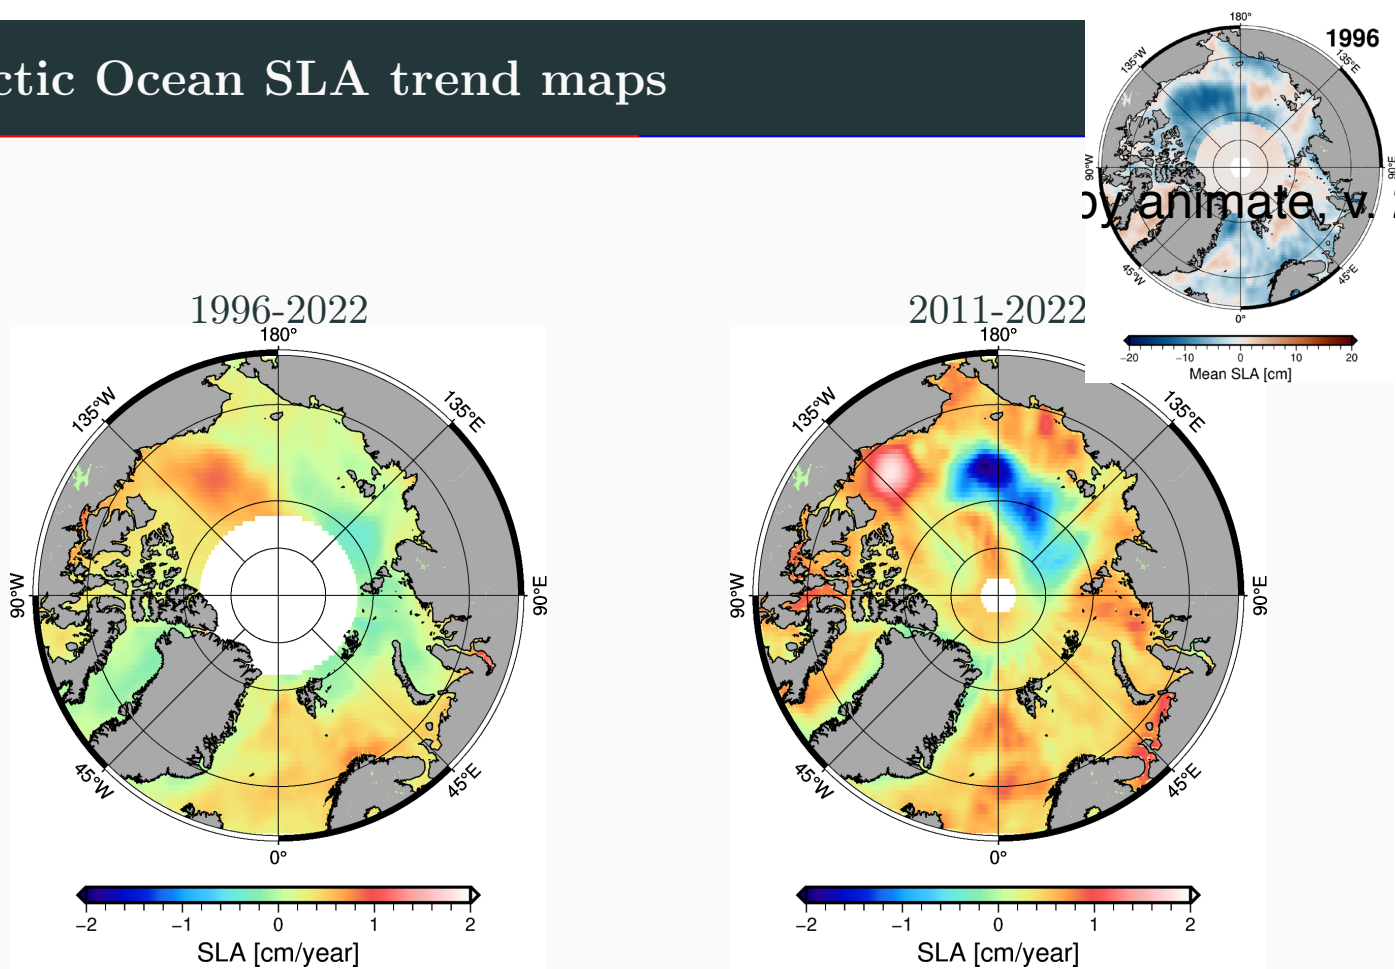 ctic Ocean SLA trend maps
180°
1996
135°W
135°E
90°W
90°E
by animate, v.
45°W
45°E
0°
−20 −10 0 10 20
Mean SLA [cm]
1996-2022
180°
135°W
135°E
90°W
90°E
45°W
45°E
0°
−2 −1 0 1 2
SLA [cm/year]
2011-2022
135°W
135°E
90°W
90°E
45°W
45°E
0°
180°
−2 −1 0 1 2
SLA [cm/year]